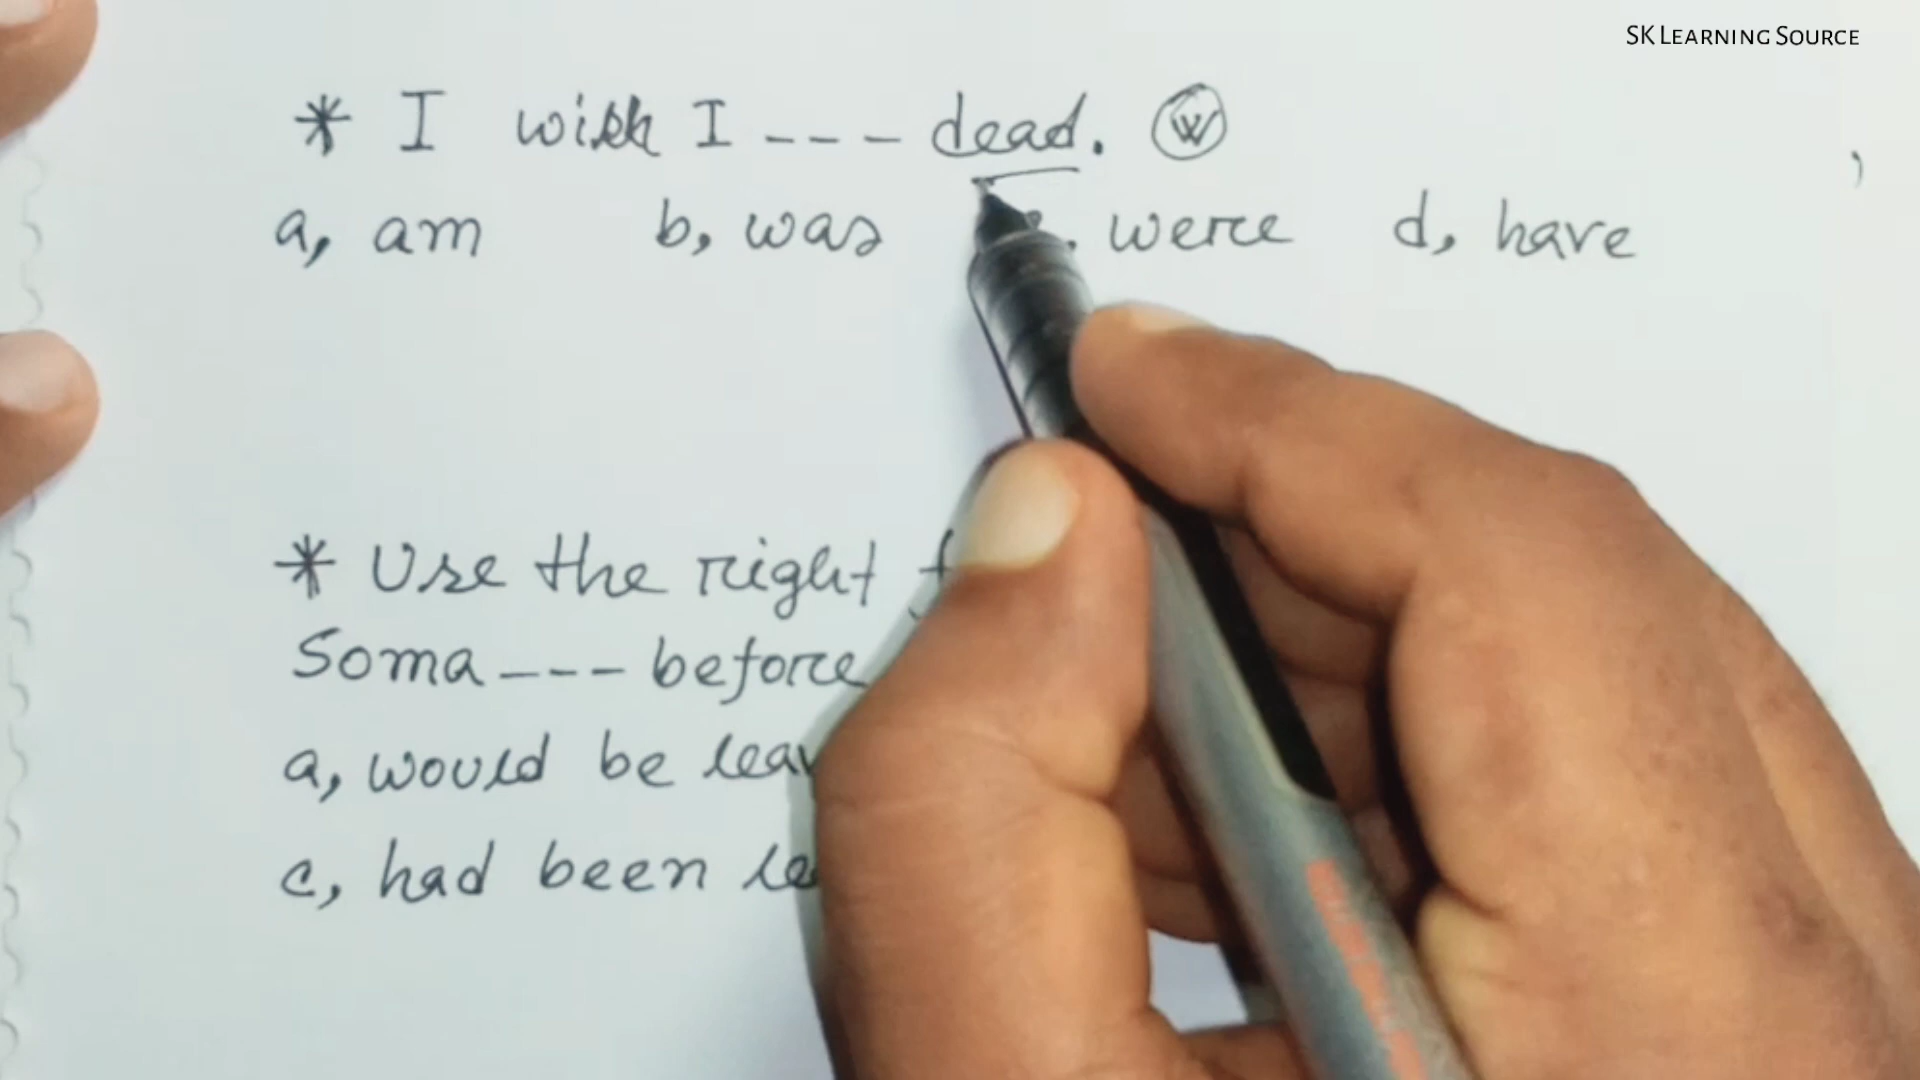 SK Learning Source
* I wish I --- dead. W
a, am b, was were d, have
* Use the right
Soma --- before
a, would be
c, had been